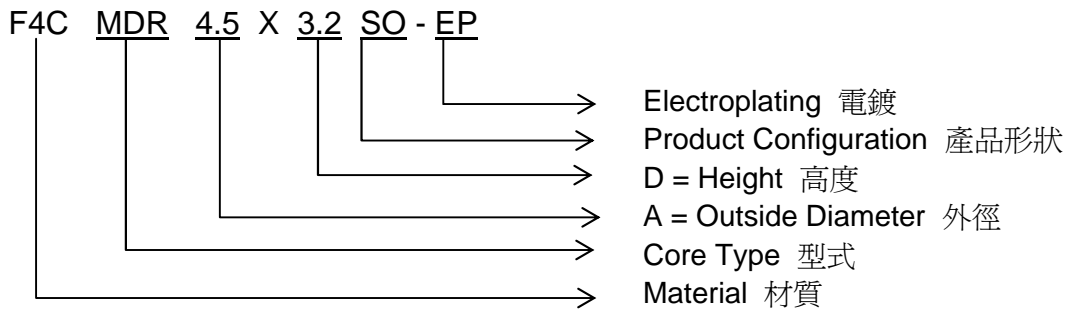 F4C MDR 4.5 X 3.2 SO - EP
Electroplating 電鍍
Product Configuration 產品形狀
D = Height 高度
A = Outside Diameter 外徑
Core Type 型式
Material 材質